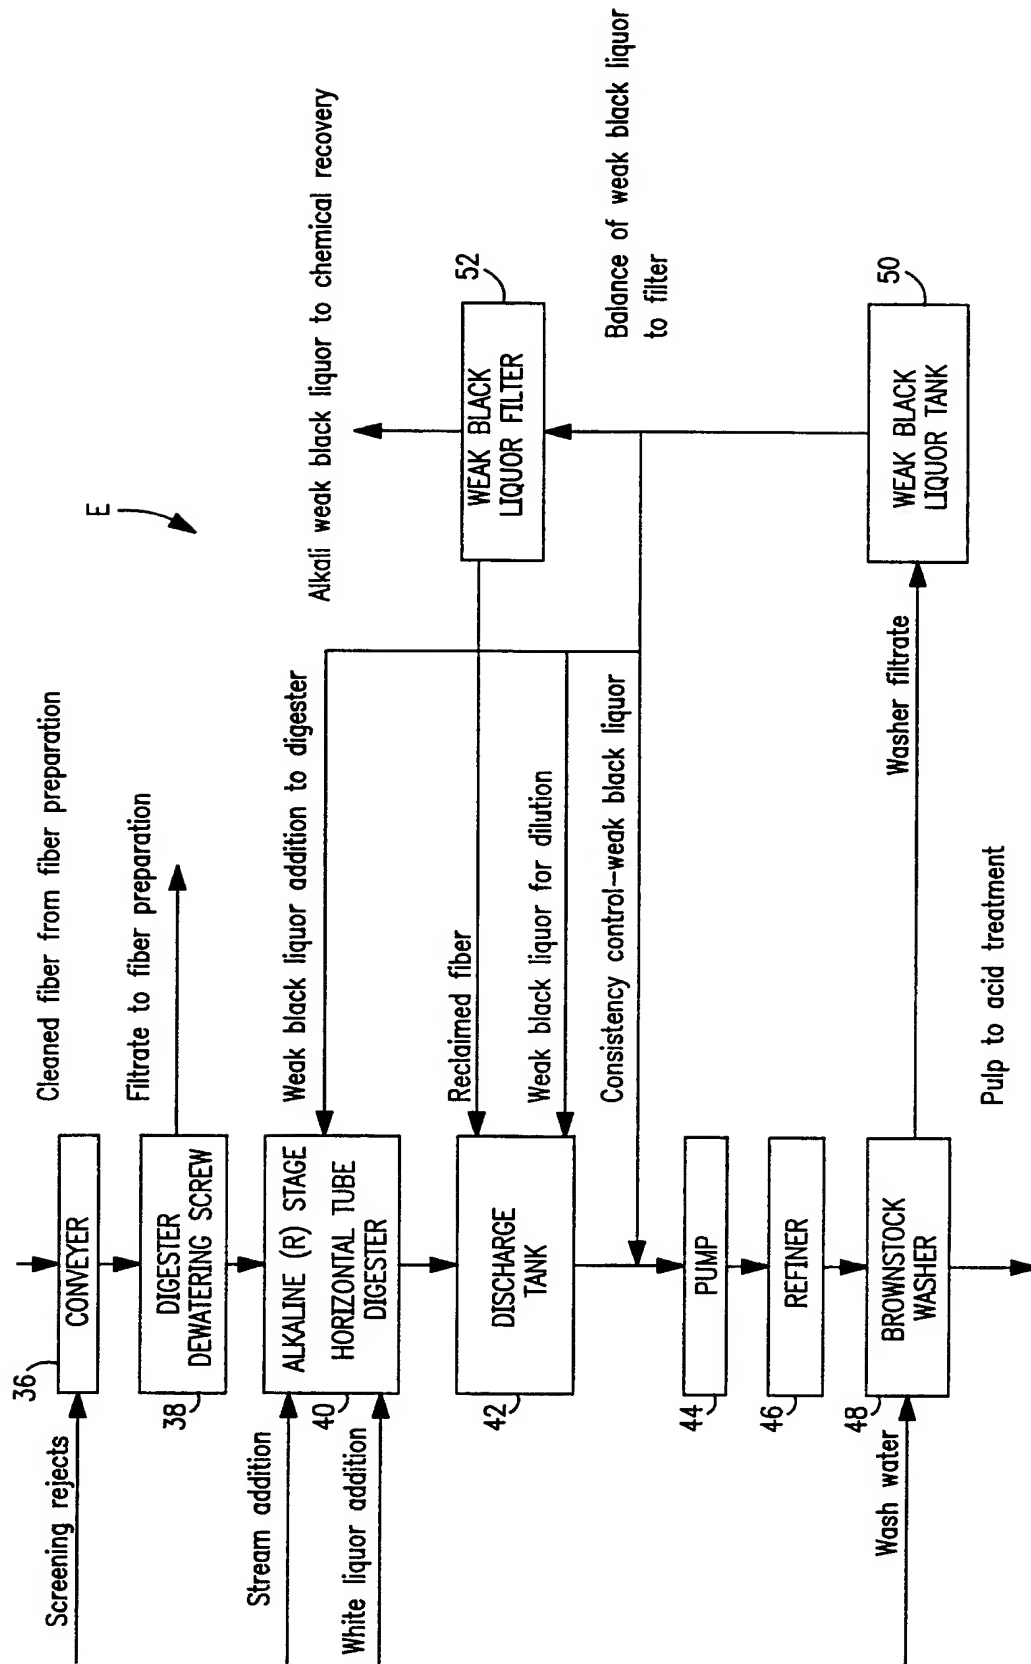 E
Cleaned fiber from fiber preparation
Screening rejects
36
CONVEYER
Filtrate to fiber preparation
38
DIGESTER
DEWATERING SCREW
Alkali weak black liquor to chemical recovery
Weak black liquor addition to digester
Stream addition
White liquor addition
40
ALKALINE (R) STAGE
HORIZONTAL TUBE
DIGESTER
52
WEAK BLACK
LIQUOR FILTER
Reclaimed fiber
42
DISCHARGE
TANK
Weak black liquor for dilution
Consistency control-weak black liquor
Balance of weak black liquor
to filter
44
PUMP
46
REFINER
48
BROWNSTOCK
WASHER
Wash water
Washer filtrate
50
WEAK BLACK
LIQUOR TANK
Pulp to acid treatment